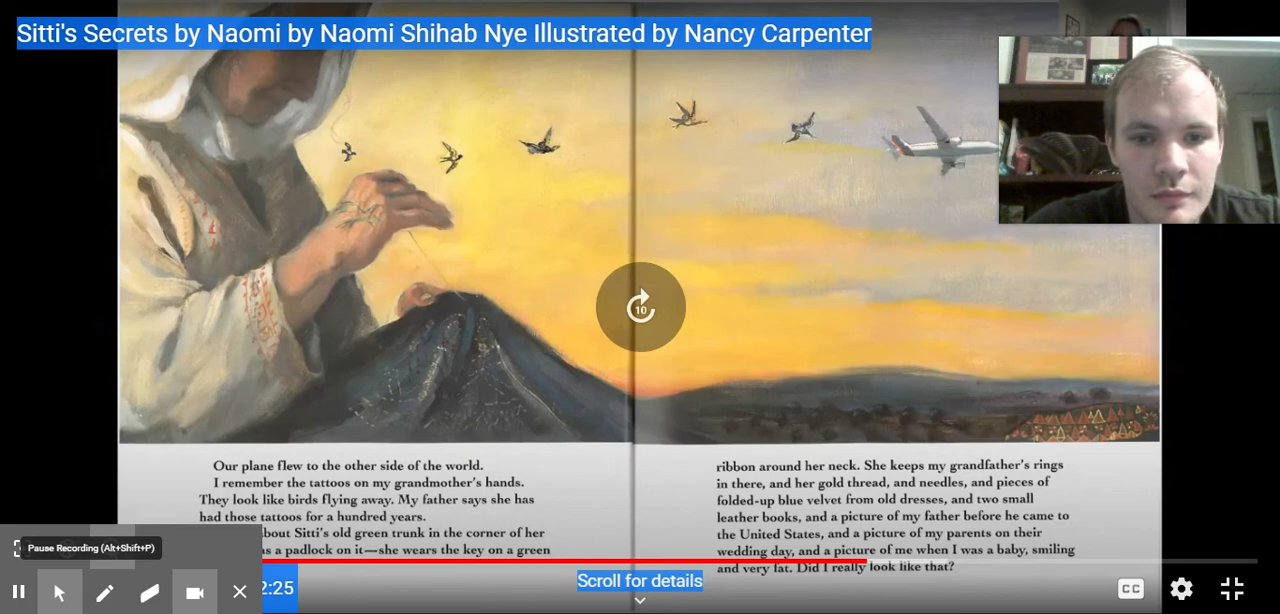 Sitti's Secrets by Naomi by Naomi Shihab Nye Illustrated by Nancy Carpenter
10
Our plane flew to the other side of the world.
I remember the tattoos on my grandmother's hands.
They look like birds flying away. My father says she has
had those tattoos for a hundred years.
about Sitti's old green trunk in the corner of her
a padlock on it—she wears the key on a green
ribbon around her neck. She keeps my grandfather's rings
in there, and her gold thread, and needles, and pieces of
folded-up blue velvet from old dresses, and two small
leather books, and a picture of my father before he came to
the United States, and a picture of my parents on their
wedding day, and a picture of me when I was a baby, smiling
and very fat. Did I really look like that?
Pause Recording (Alt+Shift+P)
2:25
Scroll for details
CC